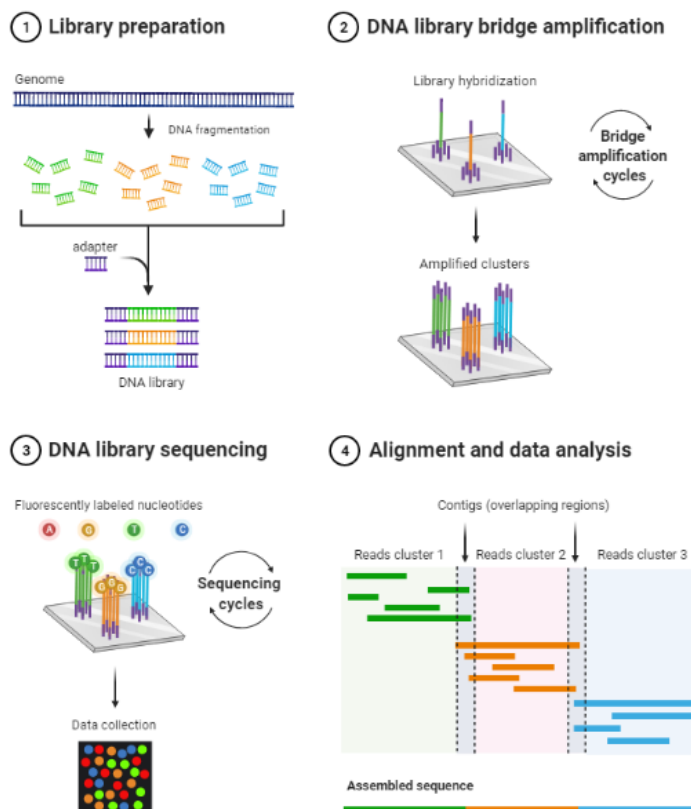 1 Library preparation
Genome
DNA fragmentation
adapter
DNA library
2 DNA library bridge amplification
Library hybridization
Bridge
amplification
cycles
Amplified clusters
3 DNA library sequencing
Fluorescently labeled nucleotides
A G T C
T T T
G G G
C C C
Sequencing
cycles
Data collection
4 Alignment and data analysis
Contigs (overlapping regions)
Reads cluster 1 Reads cluster 2 Reads cluster 3
Assembled sequence